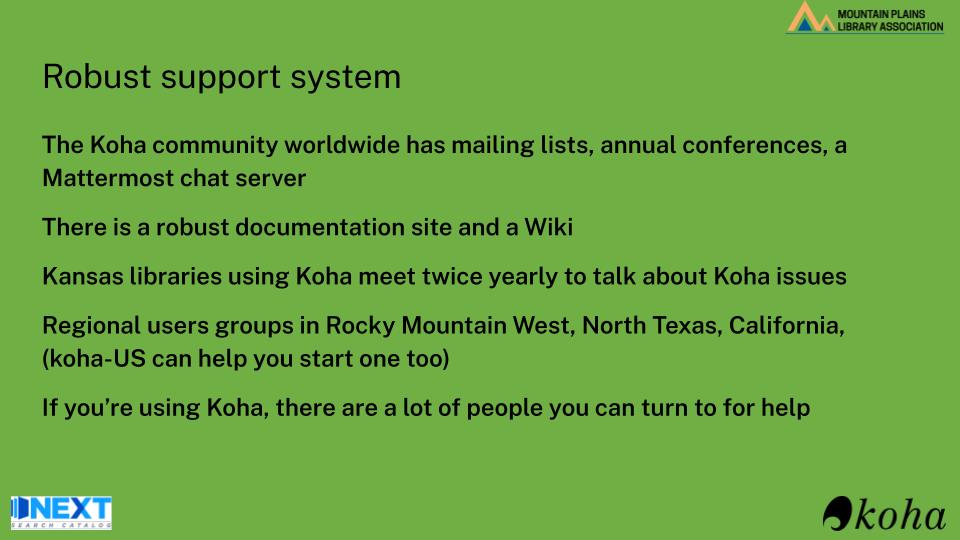 MOUNTAIN PLAINS
LIBRARY ASSOCIATION
Robust support system
The Koha community worldwide has mailing lists, annual conferences, a
Mattermost chat server
There is a robust documentation site and a Wiki
Kansas libraries using Koha meet twice yearly to talk about Koha issues
Regional users groups in Rocky Mountain West, North Texas, California,
(koha-US can help you start one too)
If you’re using Koha, there are a lot of people you can turn to for help
NEXT
SEARCH CATALOG
koha